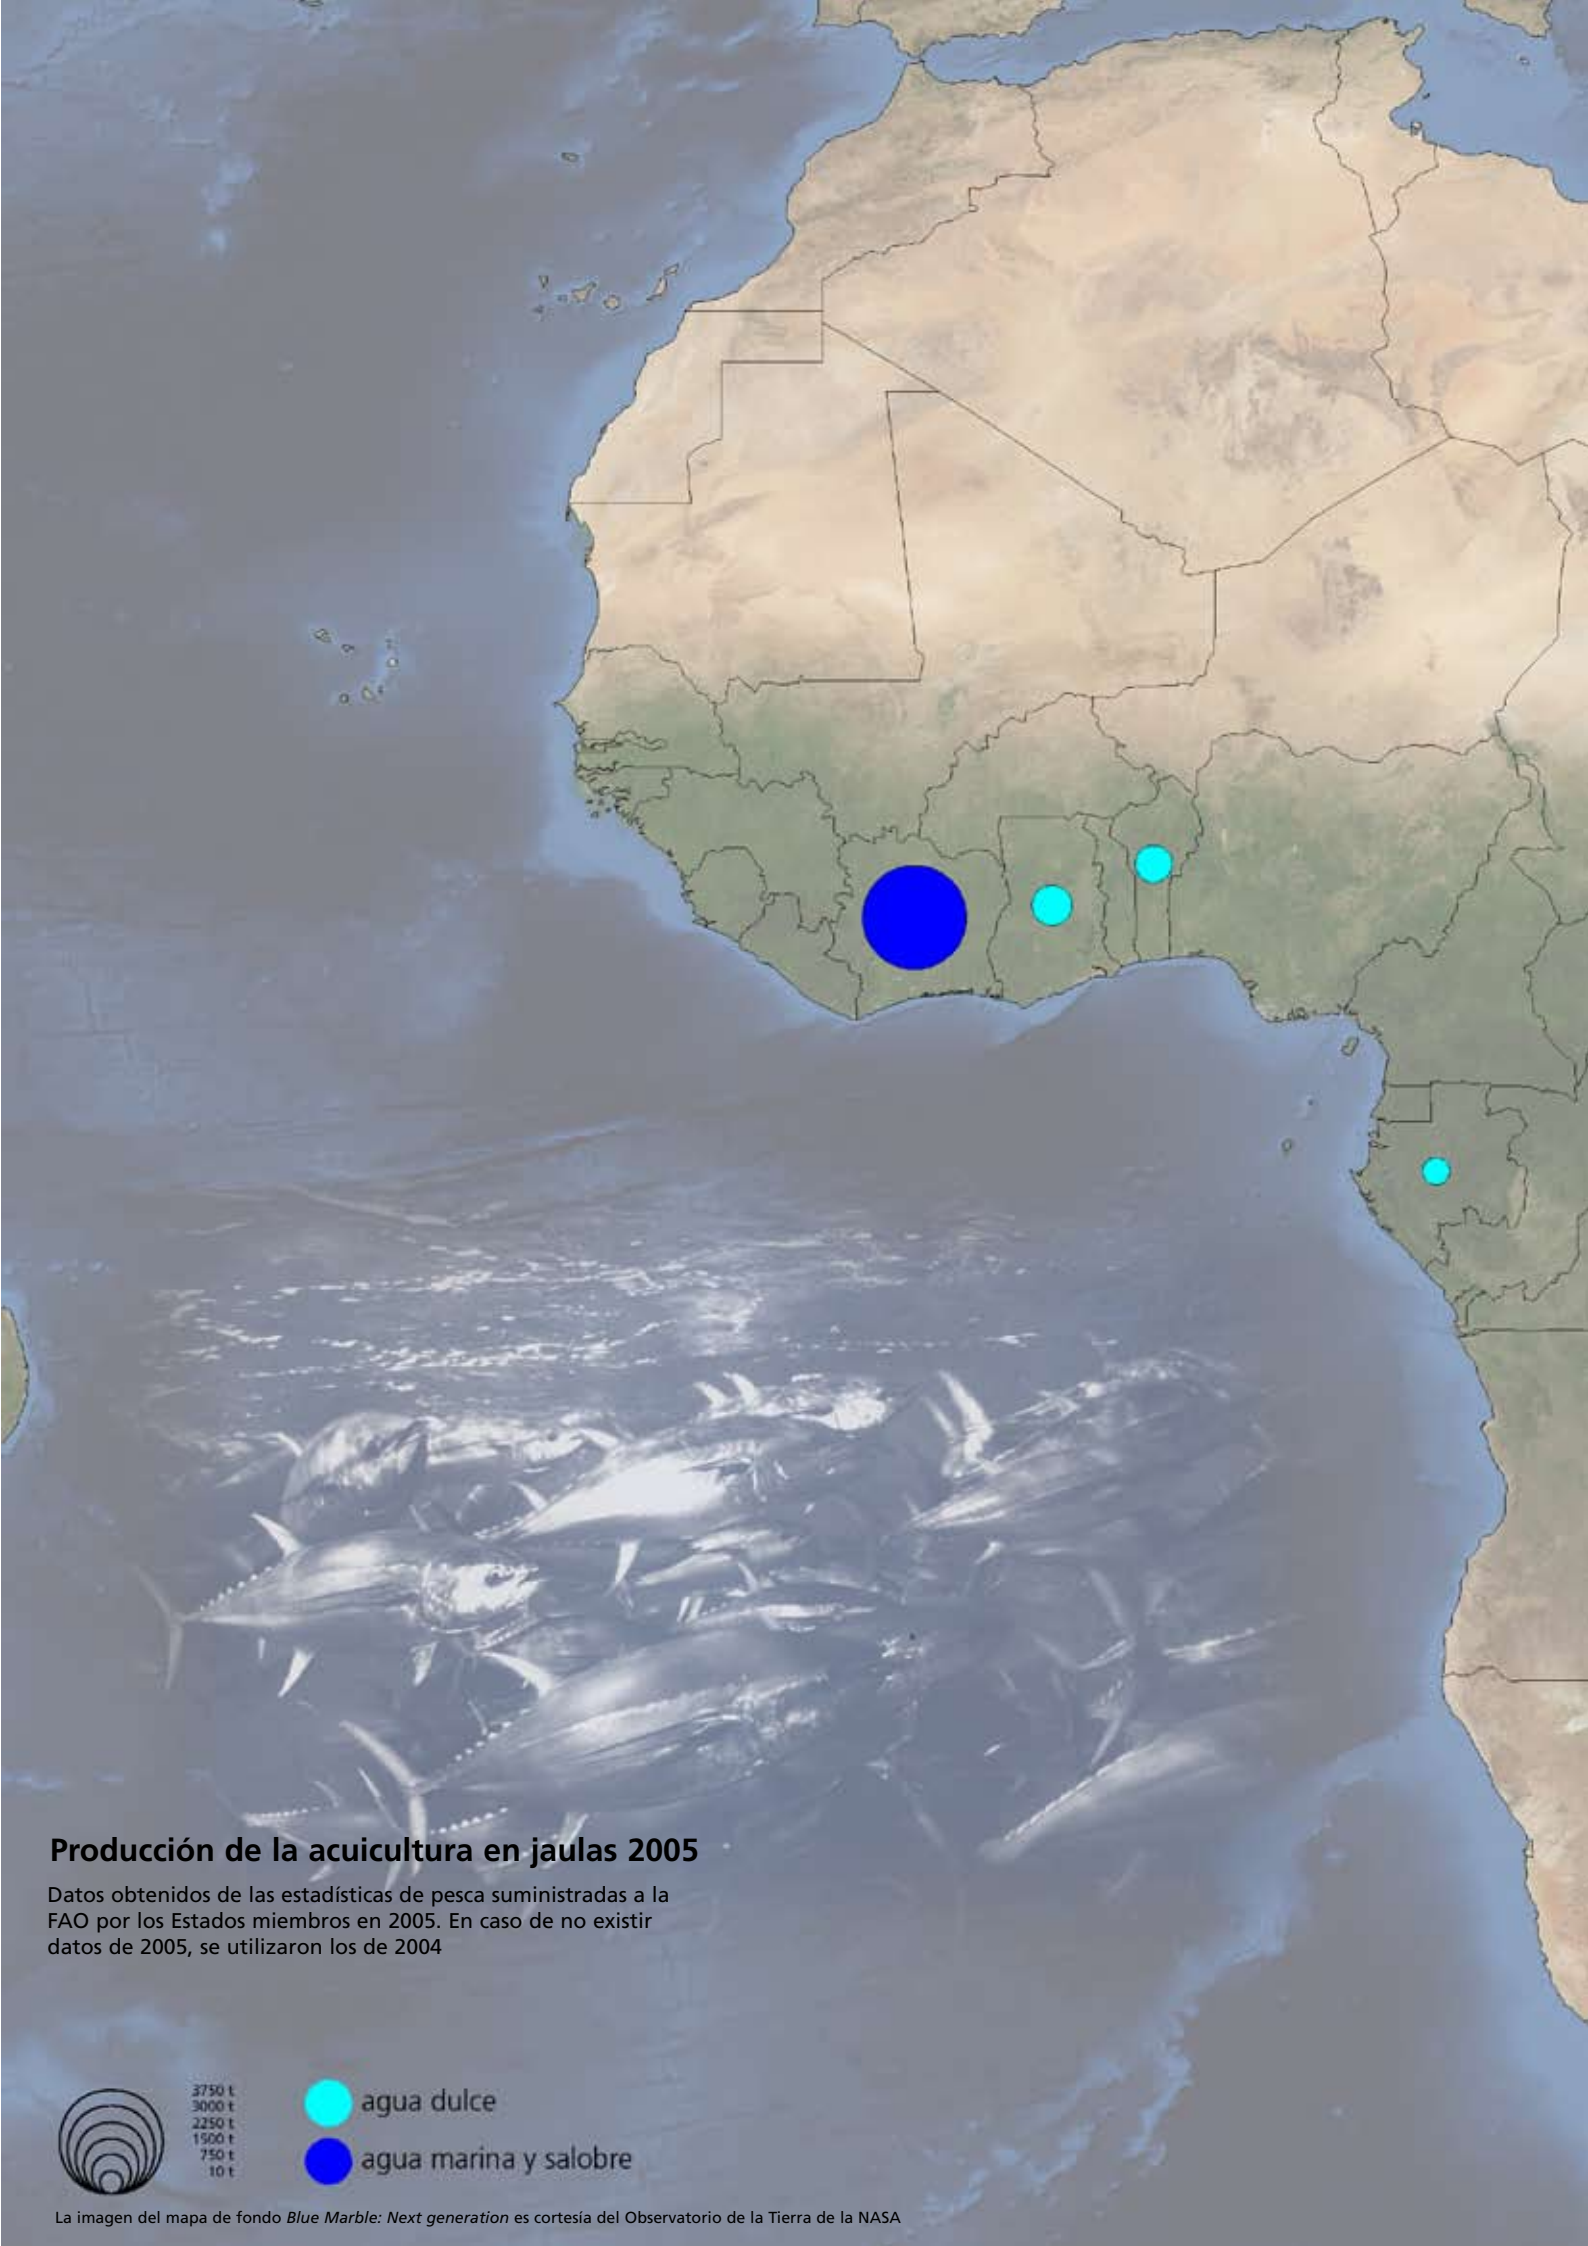 Producción de la acuicultura en jaulas 2005
Datos obtenidos de las estadísticas de pesca suministradas a la
FAO por los Estados miembros en 2005. En caso de no existir
datos de 2005, se utilizaron los de 2004
3750 t
3000 t
2250 t
1500 t
750 t
10 t
agua dulce
agua marina y salobre
La imagen del mapa de fondo Blue Marble: Next generation es cortesía del Observatorio de la Tierra de la NASA